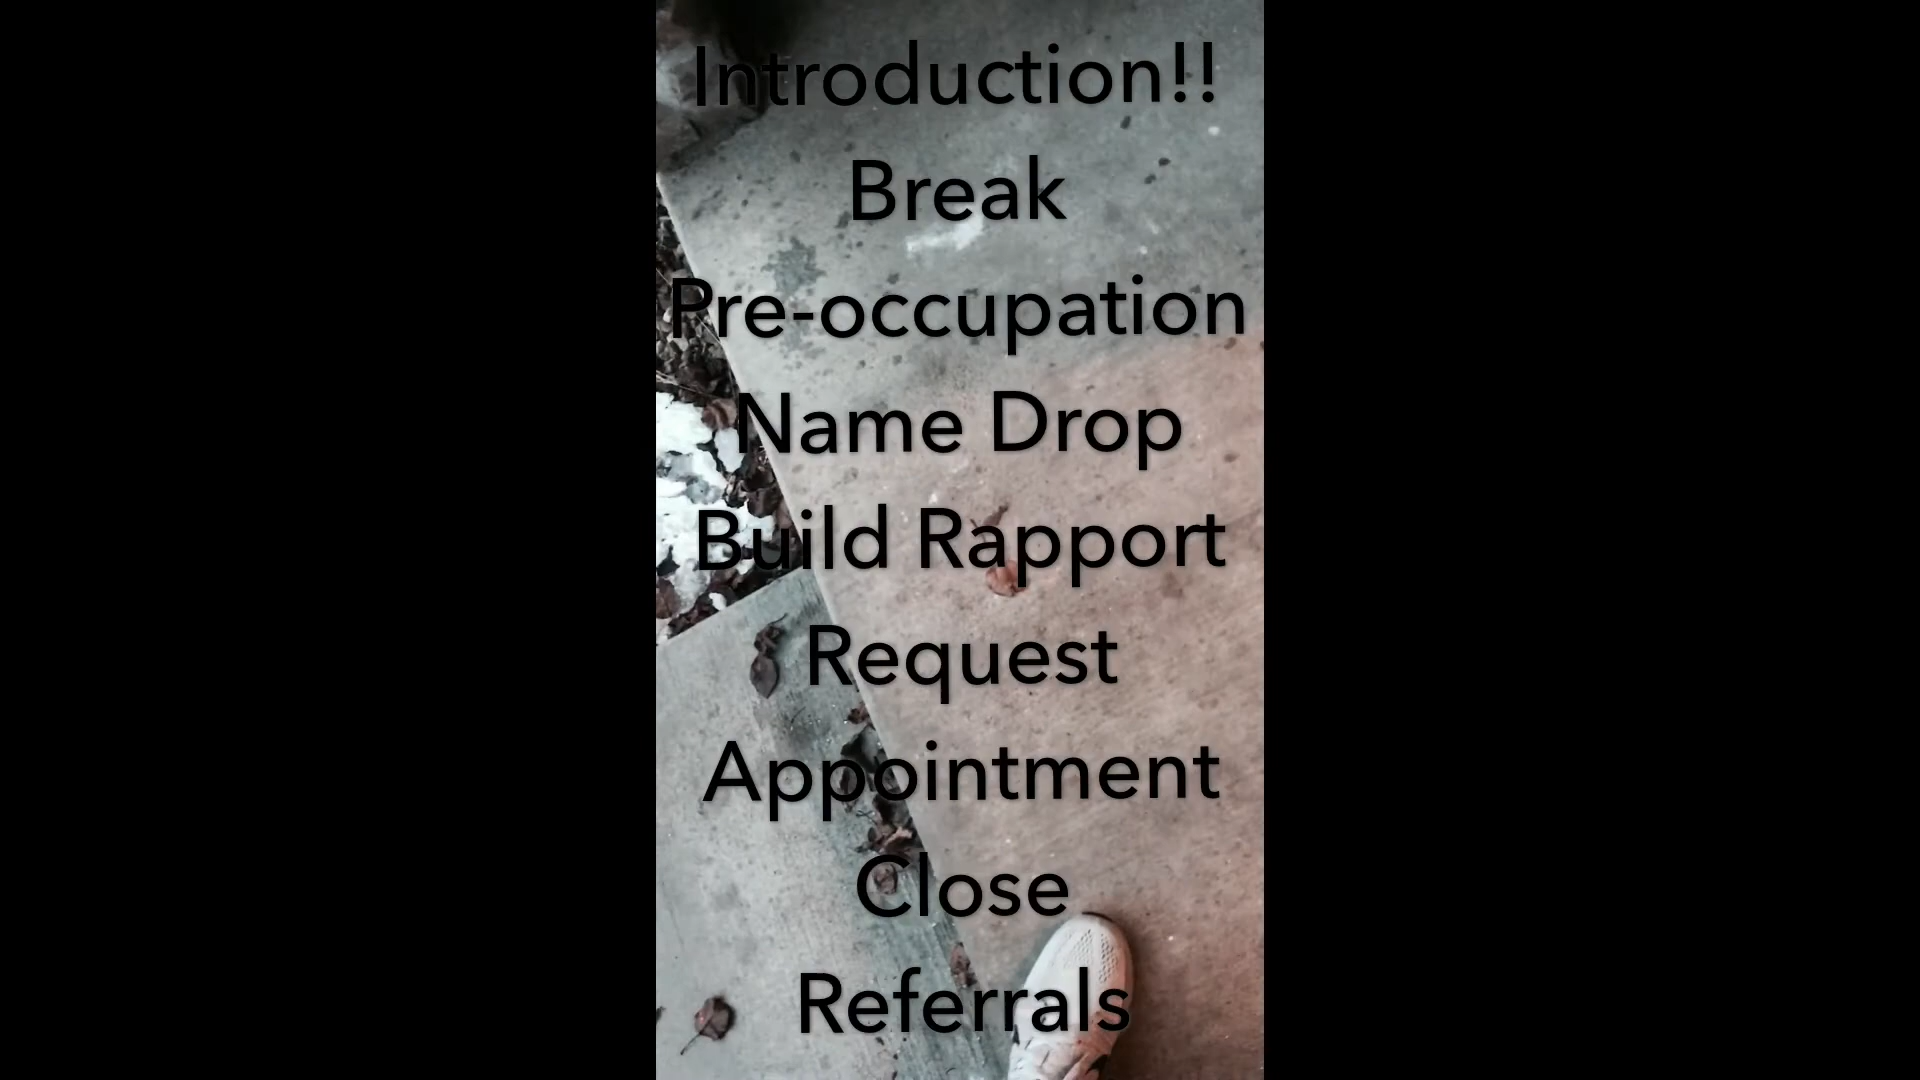 Introduction!!
Break
Pre-occupation
Name Drop
Build Rapport
Request
Appointment
Close
Referrals